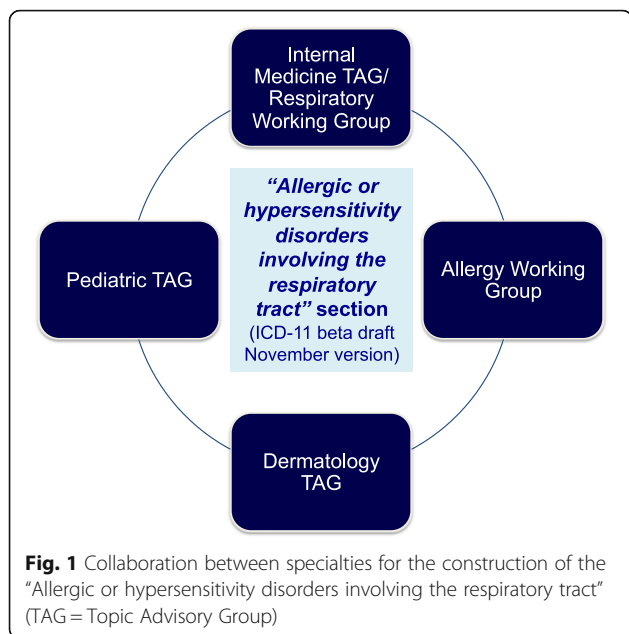 Internal
Medicine TAG/
Respiratory
Working Group
“Allergic or
hypersensitivity
disorders
involving the
respiratory
tract” section
(ICD-11 beta draft
November version)
Pediatric TAG
Allergy Working
Group
Dermatology
TAG
Fig. 1 Collaboration between specialties for the construction of the
“Allergic or hypersensitivity disorders involving the respiratory tract”
(TAG = Topic Advisory Group)